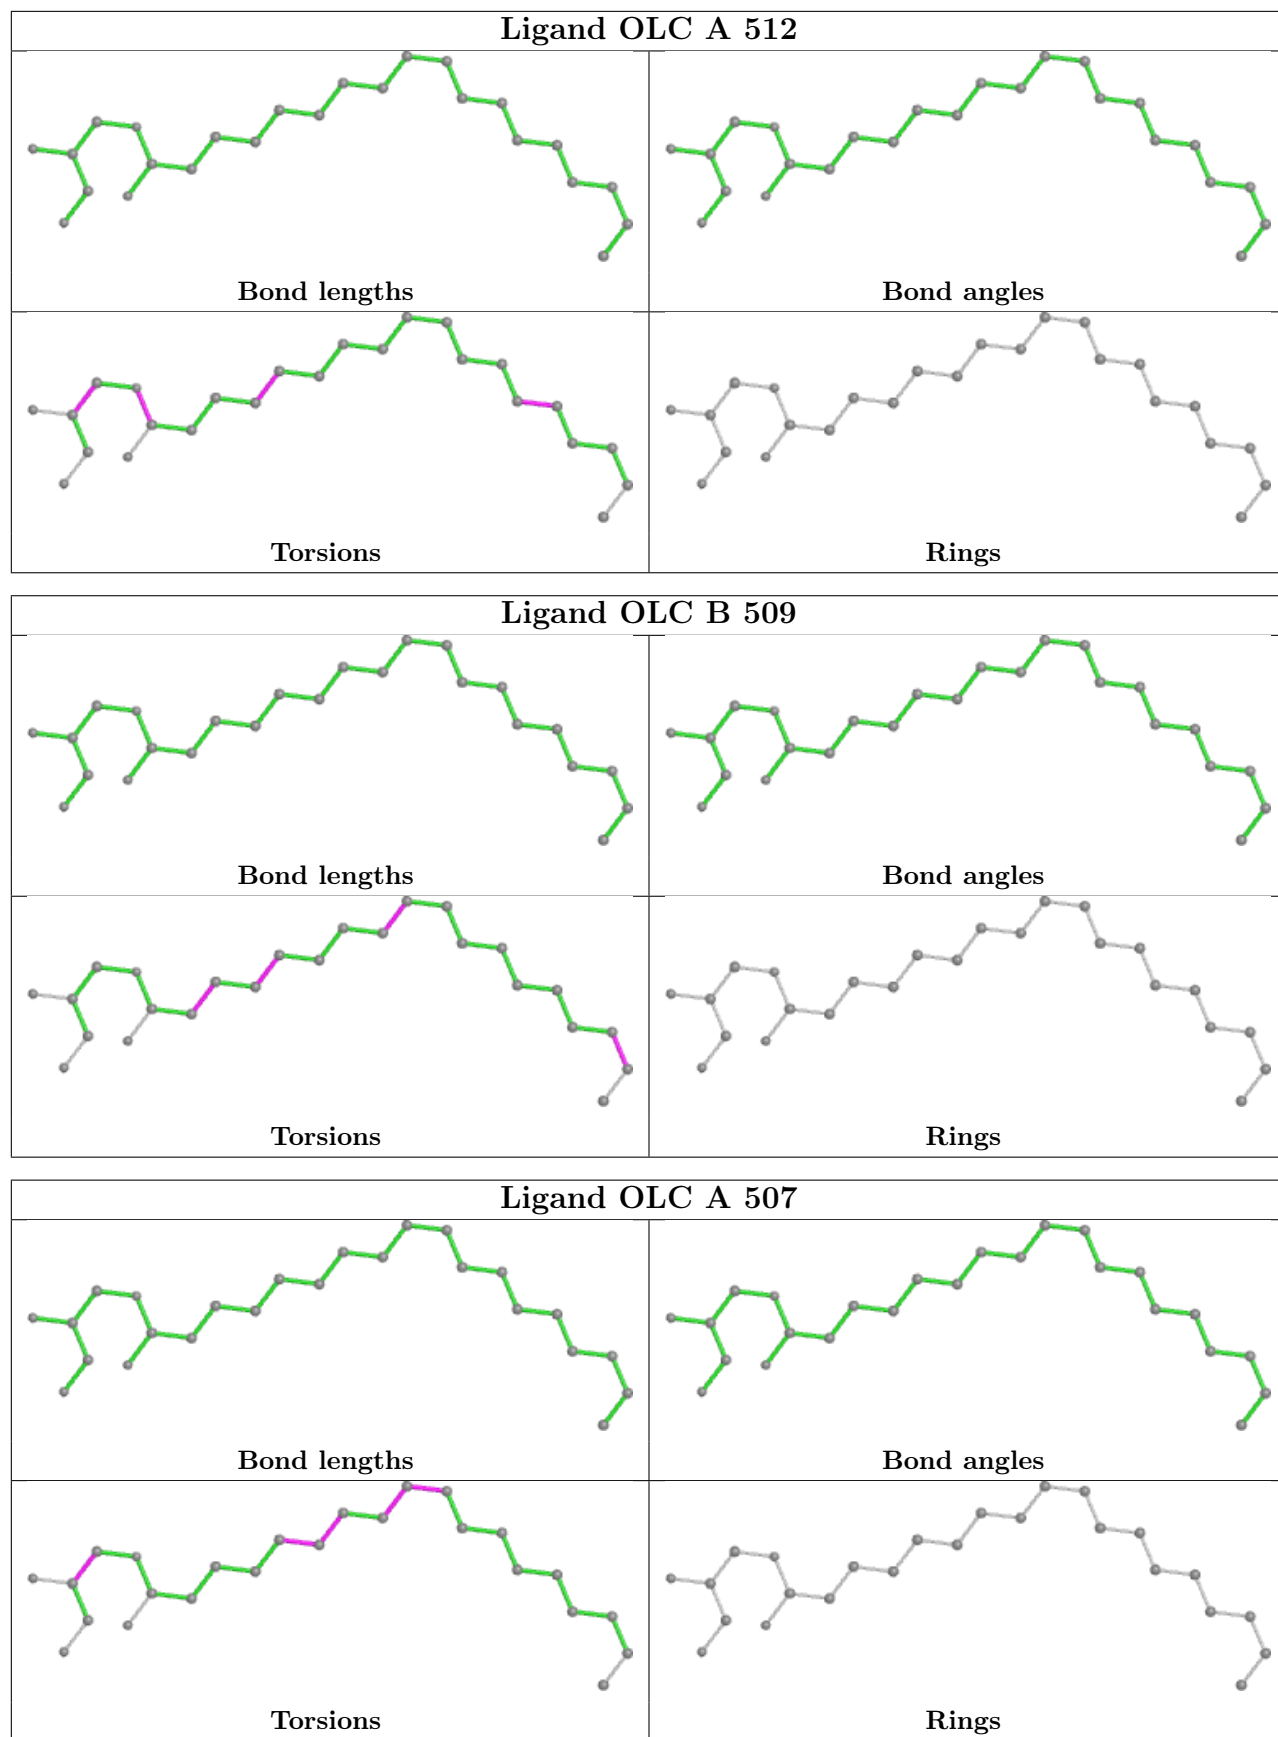 Ligand OLC A 512
Bond lengths
Bond angles
Torsions
Rings
Ligand OLC B 509
Bond lengths
Bond angles
Torsions
Rings
Ligand OLC A 507
Bond lengths
Bond angles
Torsions
Rings